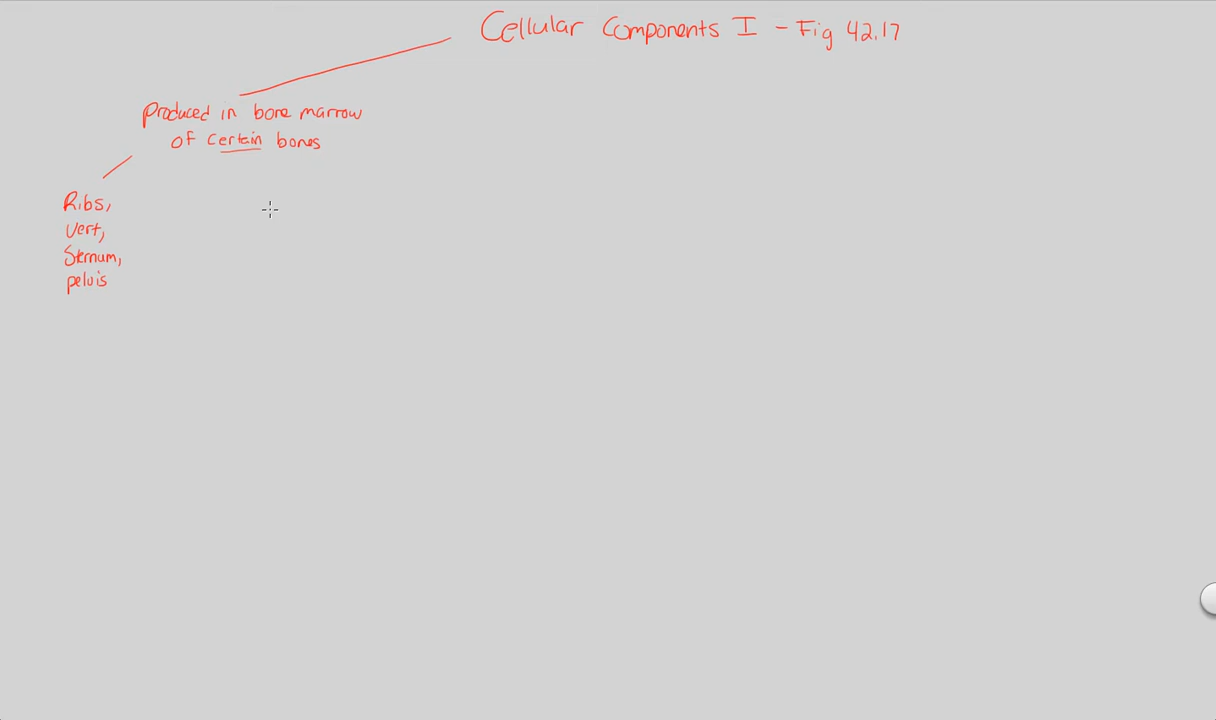 Cellular Components I - Fig 42.17
Produced in bone marrow
of certain bones
Ribs,
Vert,
Sternum,
pelvis